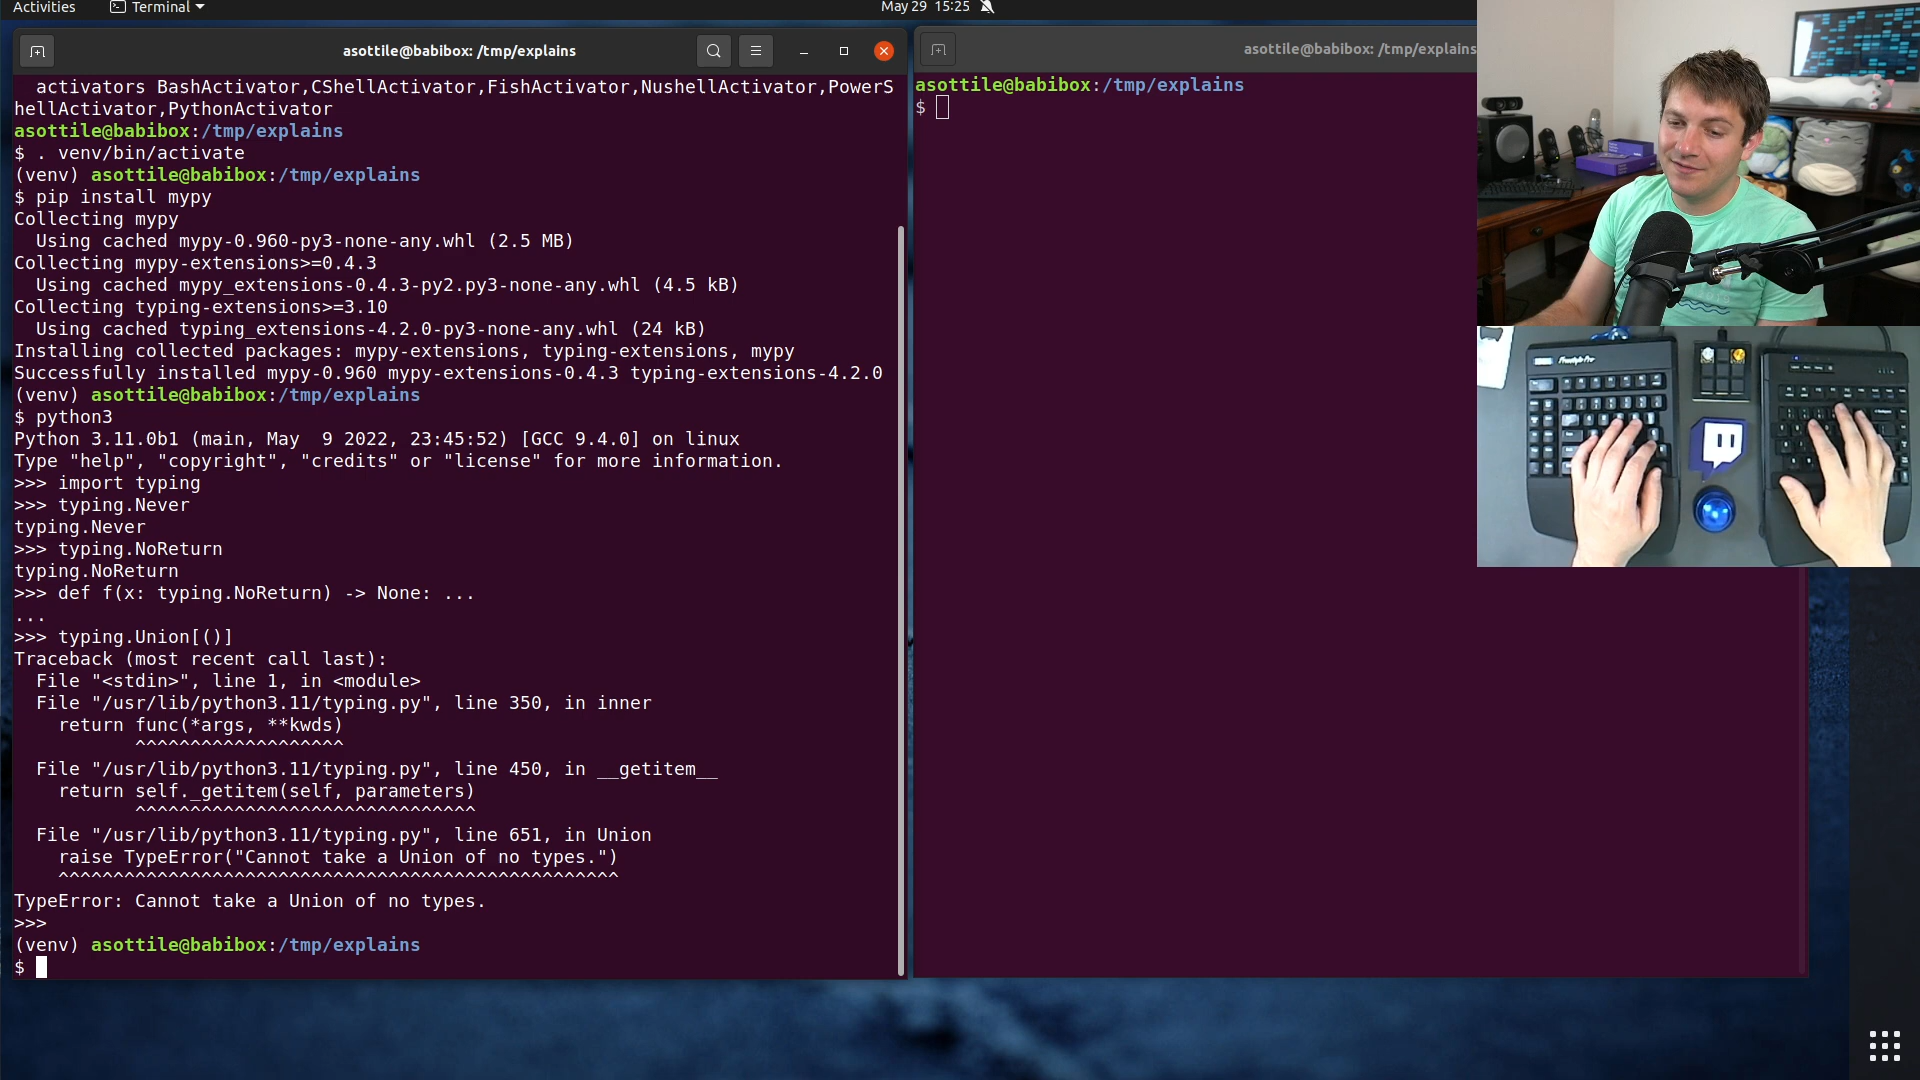 Activities
Terminal
May 29 15:25
asottile@babibox: /tmp/explains
activators BashActivator,CShellActivator,FishActivator,NushellActivator,PowerS
hellActivator,PythonActivator
asottile@babibox:/tmp/explains
$ . venv/bin/activate
(venv) asottile@babibox:/tmp/explains
$ pip install mypy
Collecting mypy
  Using cached mypy-0.960-py3-none-any.whl (2.5 MB)
Collecting mypy-extensions>=0.4.3
  Using cached mypy_extensions-0.4.3-py2.py3-none-any.whl (4.5 kB)
Collecting typing-extensions>=3.10
  Using cached typing_extensions-4.2.0-py3-none-any.whl (24 kB)
Installing collected packages: mypy-extensions, typing-extensions, mypy
Successfully installed mypy-0.960 mypy-extensions-0.4.3 typing-extensions-4.2.0
(venv) asottile@babibox:/tmp/explains
$ python3
Python 3.11.0b1 (main, May  9 2022, 23:45:52) [GCC 9.4.0] on linux
Type "help", "copyright", "credits" or "license" for more information.
>>> import typing
>>> typing.Never
typing.Never
>>> typing.NoReturn
typing.NoReturn
>>> def f(x: typing.NoReturn) -> None: ...
...
>>> typing.Union[()]
Traceback (most recent call last):
  File "<stdin>", line 1, in <module>
  File "/usr/lib/python3.11/typing.py", line 350, in inner
    return func(*args, **kwds)
           ^^^^^^^^^^^^^^^^^^^
  File "/usr/lib/python3.11/typing.py", line 450, in __getitem__
    return self._getitem(self, parameters)
           ^^^^^^^^^^^^^^^^^^^^^^^^^^^^^^^
  File "/usr/lib/python3.11/typing.py", line 651, in Union
    raise TypeError("Cannot take a Union of no types.")
    ^^^^^^^^^^^^^^^^^^^^^^^^^^^^^^^^^^^^^^^^^^^^^^^^^^^
TypeError: Cannot take a Union of no types.
>>>
(venv) asottile@babibox:/tmp/explains
$
asottile@babibox: /tmp/explains
asottile@babibox:/tmp/explains
$
Freestyle Pro